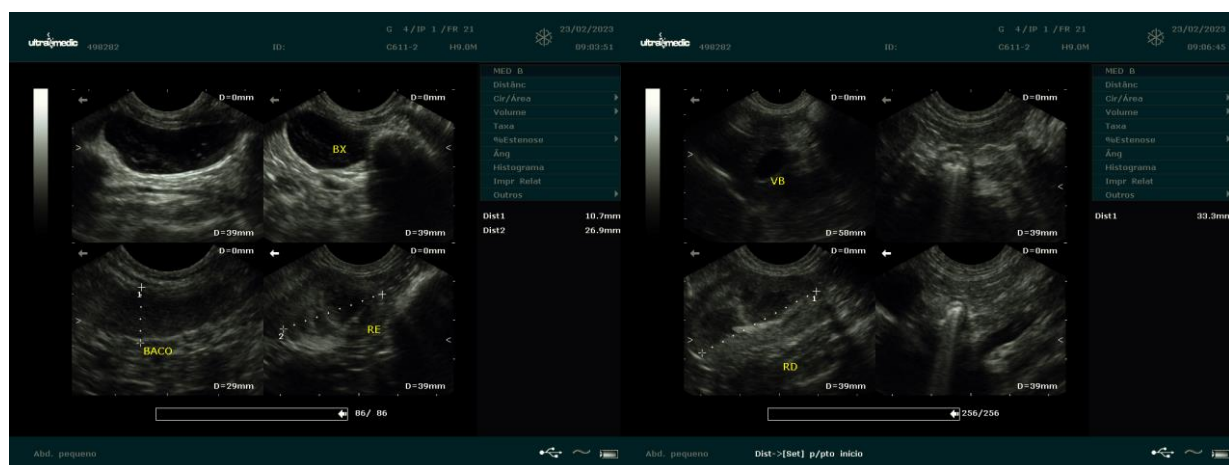 ultramedic 498282 ID: G 4/IP 1 /FR 21 23/02/2023
C611-2 H9.0M 09:03:51
MED B
Distânc
Cir/Área
Volume
Taxa
%Estenose
Âng
Histograma
Impr Relat
Outros
Dist1 10.7mm
Dist2 26.9mm
D=0mm D=0mm
BX
D=39mm D=39mm
D=0mm D=0mm
1
BACO
2
RE
D=29mm D=39mm
86/ 86
Abd. pequeno
ultramedic 498282 ID: G 4/IP 1 /FR 21 23/02/2023
C611-2 H9.0M 09:06:45
MED B
Distânc
Cir/Área
Volume
Taxa
%Estenose
Âng
Histograma
Impr Relat
Outros
Dist1 33.3mm
D=0mm D=0mm
VB
D=58mm D=39mm
D=0mm D=0mm
1
RD
D=39mm D=39mm
256/256
Abd. pequeno Dist->[Set] p/pto início